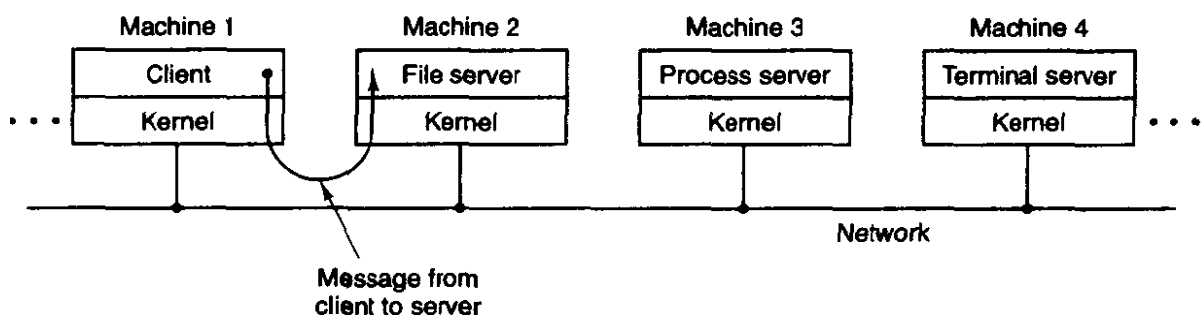 Machine 1 Machine 2 Machine 3 Machine 4
Client File server Process server Terminal server
Kernel Kernel Kernel Kernel
Network
Message from
client to server